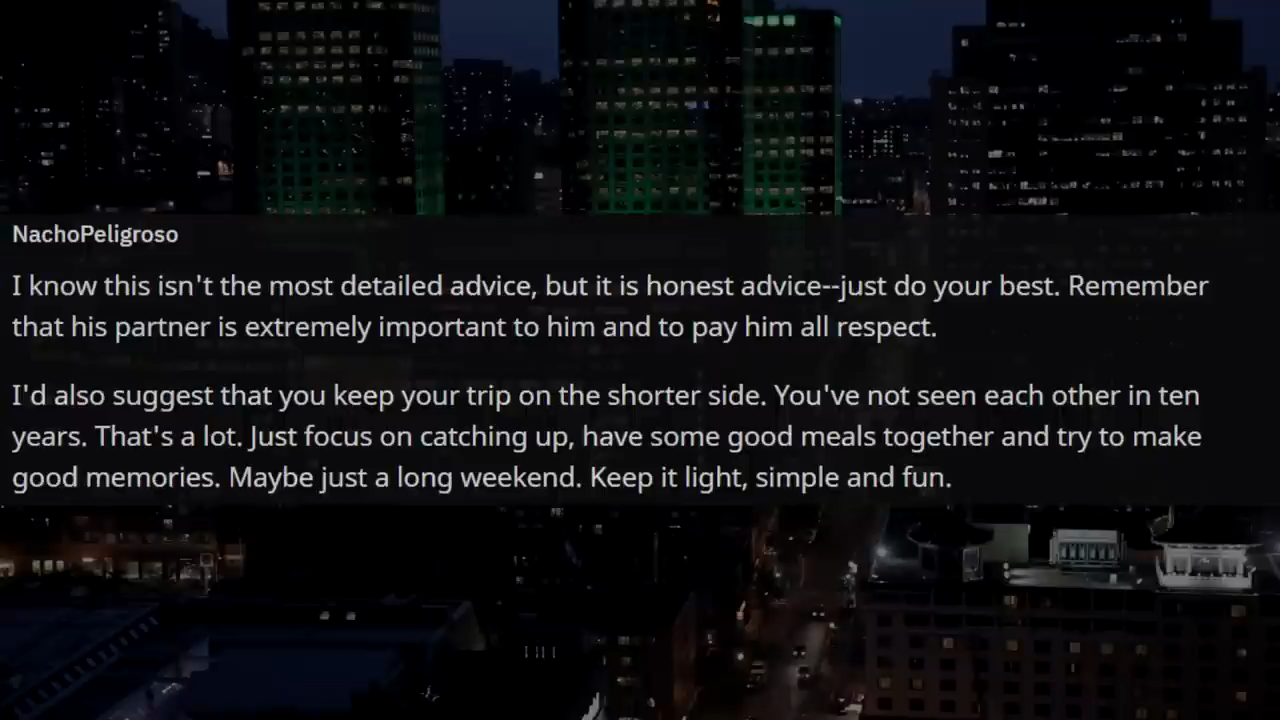 NachoPeligroso
I know this isn't the most detailed advice, but it is honest advice--just do your best. Remember
that his partner is extremely important to him and to pay him all respect.
I'd also suggest that you keep your trip on the shorter side. You've not seen each other in ten
years. That's a lot. Just focus on catching up, have some good meals together and try to make
good memories. Maybe just a long weekend. Keep it light, simple and fun.